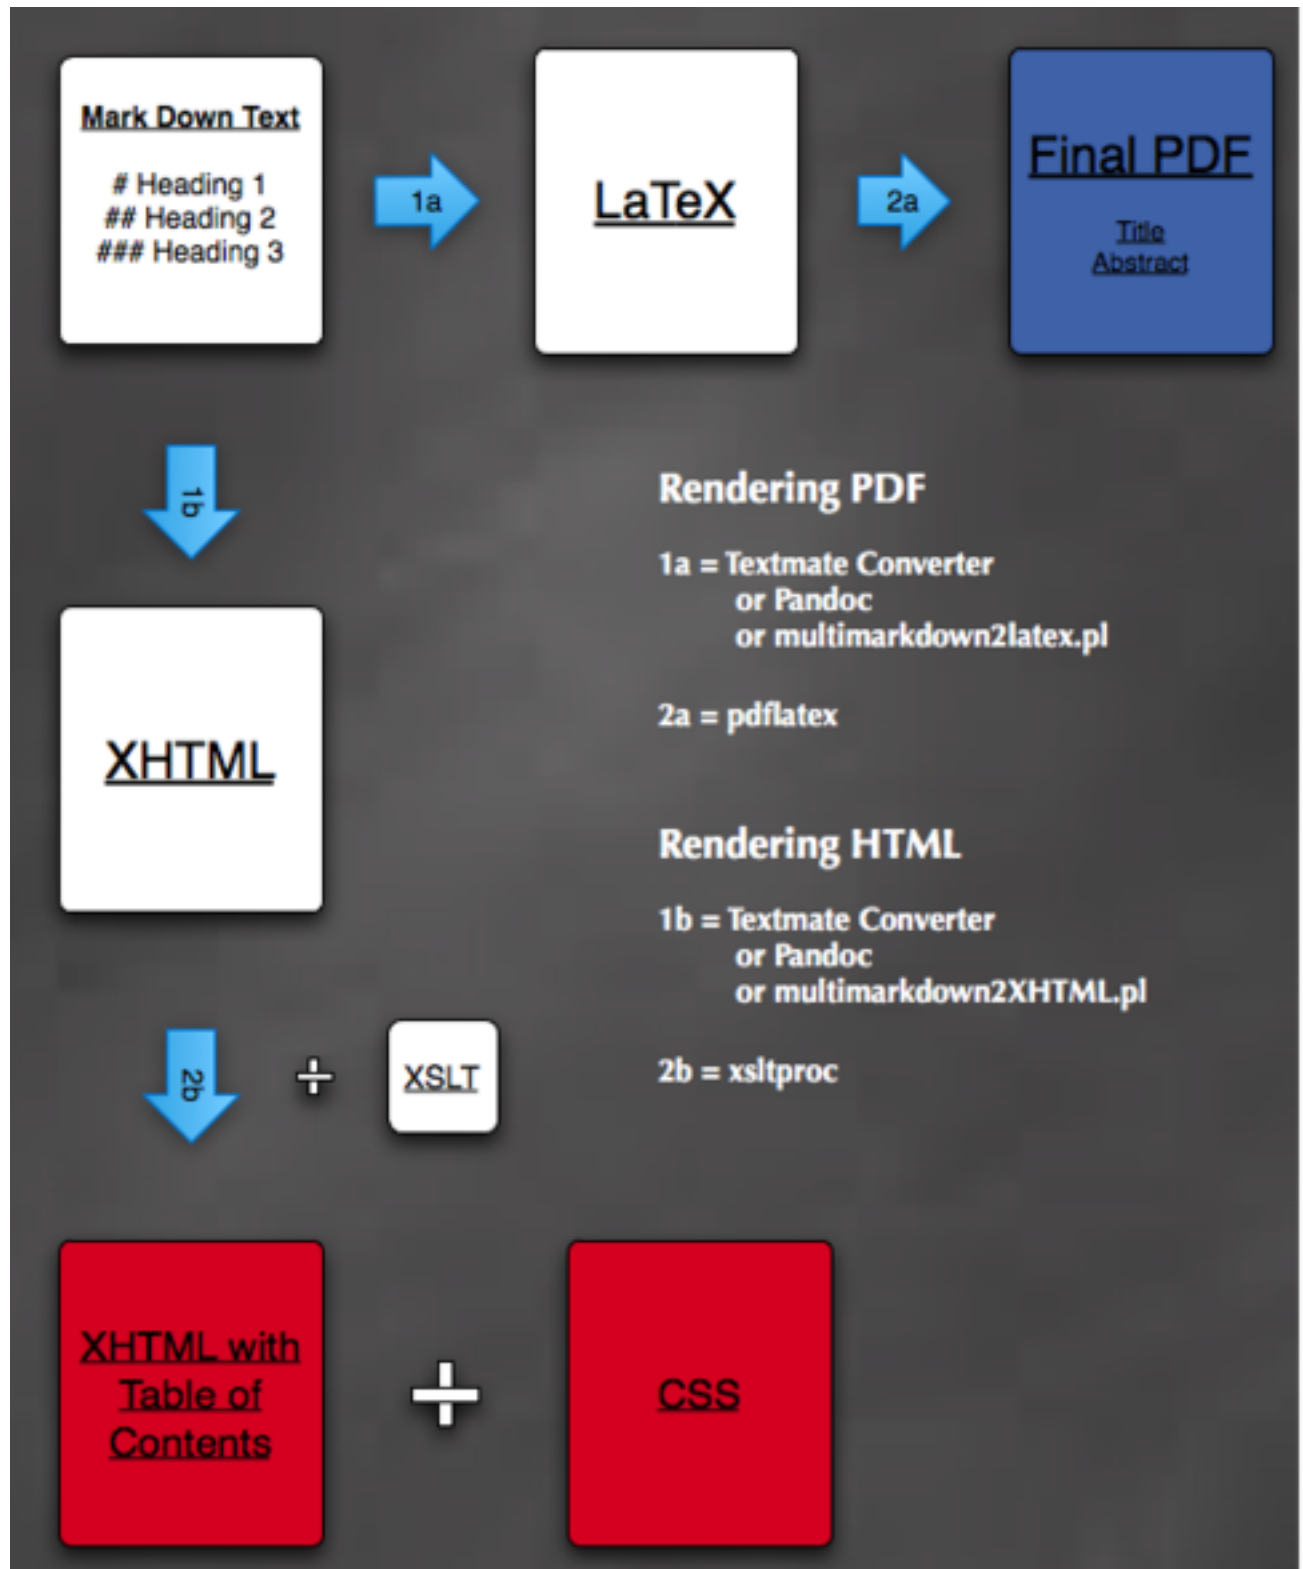 Mark Down Text
# Heading 1
## Heading 2
### Heading 3
1a
LaTeX
2a
Final PDF
Title
Abstract
1b
Rendering PDF
1a = Textmate Converter
or Pandoc
or multimarkdown2latex.pl
2a = pdflatex
XHTML
Rendering HTML
1b = Textmate Converter
or Pandoc
or multimarkdown2XHTML.pl
2b = xsltproc
2b
XSLT
XHTML with
Table of
Contents
CSS